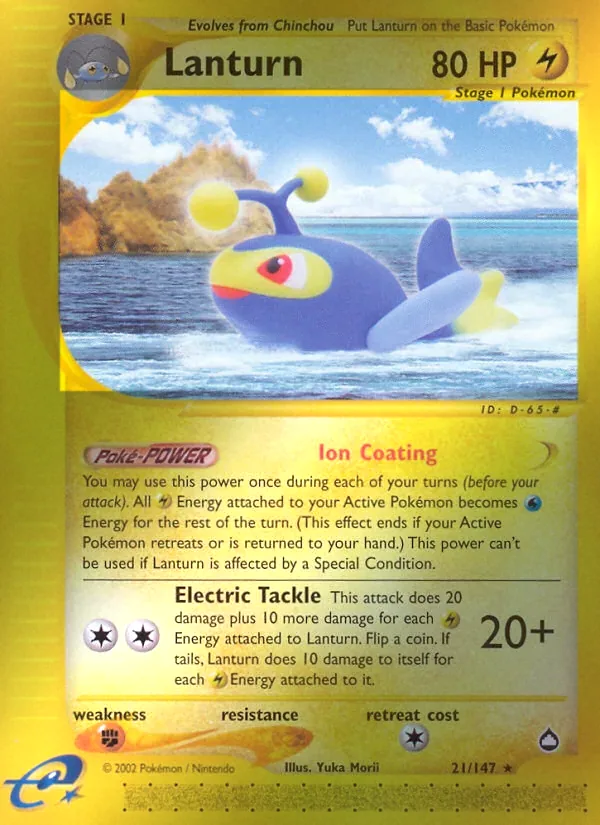 STAGE 1
Evolves from Chinchou Put Lanturn on the Basic Pokémon
Lanturn
80 HP
Stage 1 Pokémon
ID: D-65-#
Poké-POWER
Ion Coating
You may use this power once during each of your turns (before your
attack). All Energy attached to your Active Pokémon becomes
Energy for the rest of the turn. (This effect ends if your Active
Pokémon retreats or is returned to your hand.) This power can't
be used if Lanturn is affected by a Special Condition.
Electric Tackle This attack does 20
damage plus 10 more damage for each
Energy attached to Lanturn. Flip a coin. If
tails, Lanturn does 10 damage to itself for
each Energy attached to it.
20+
weakness resistance retreat cost
© 2002 Pokémon / Nintendo Illus. Yuka Morii 21/147 ★
e